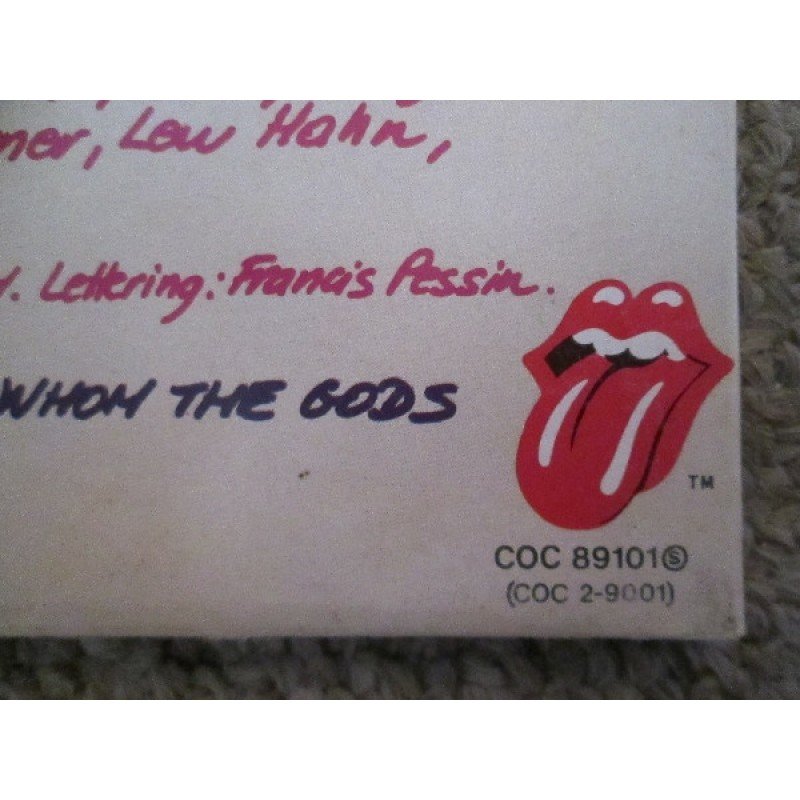 mer, Lew Hahn,
. Lettering: Francis Pessin.
WHOM THE GODS
TM
COC 89101Ⓢ
(COC 2-9001)